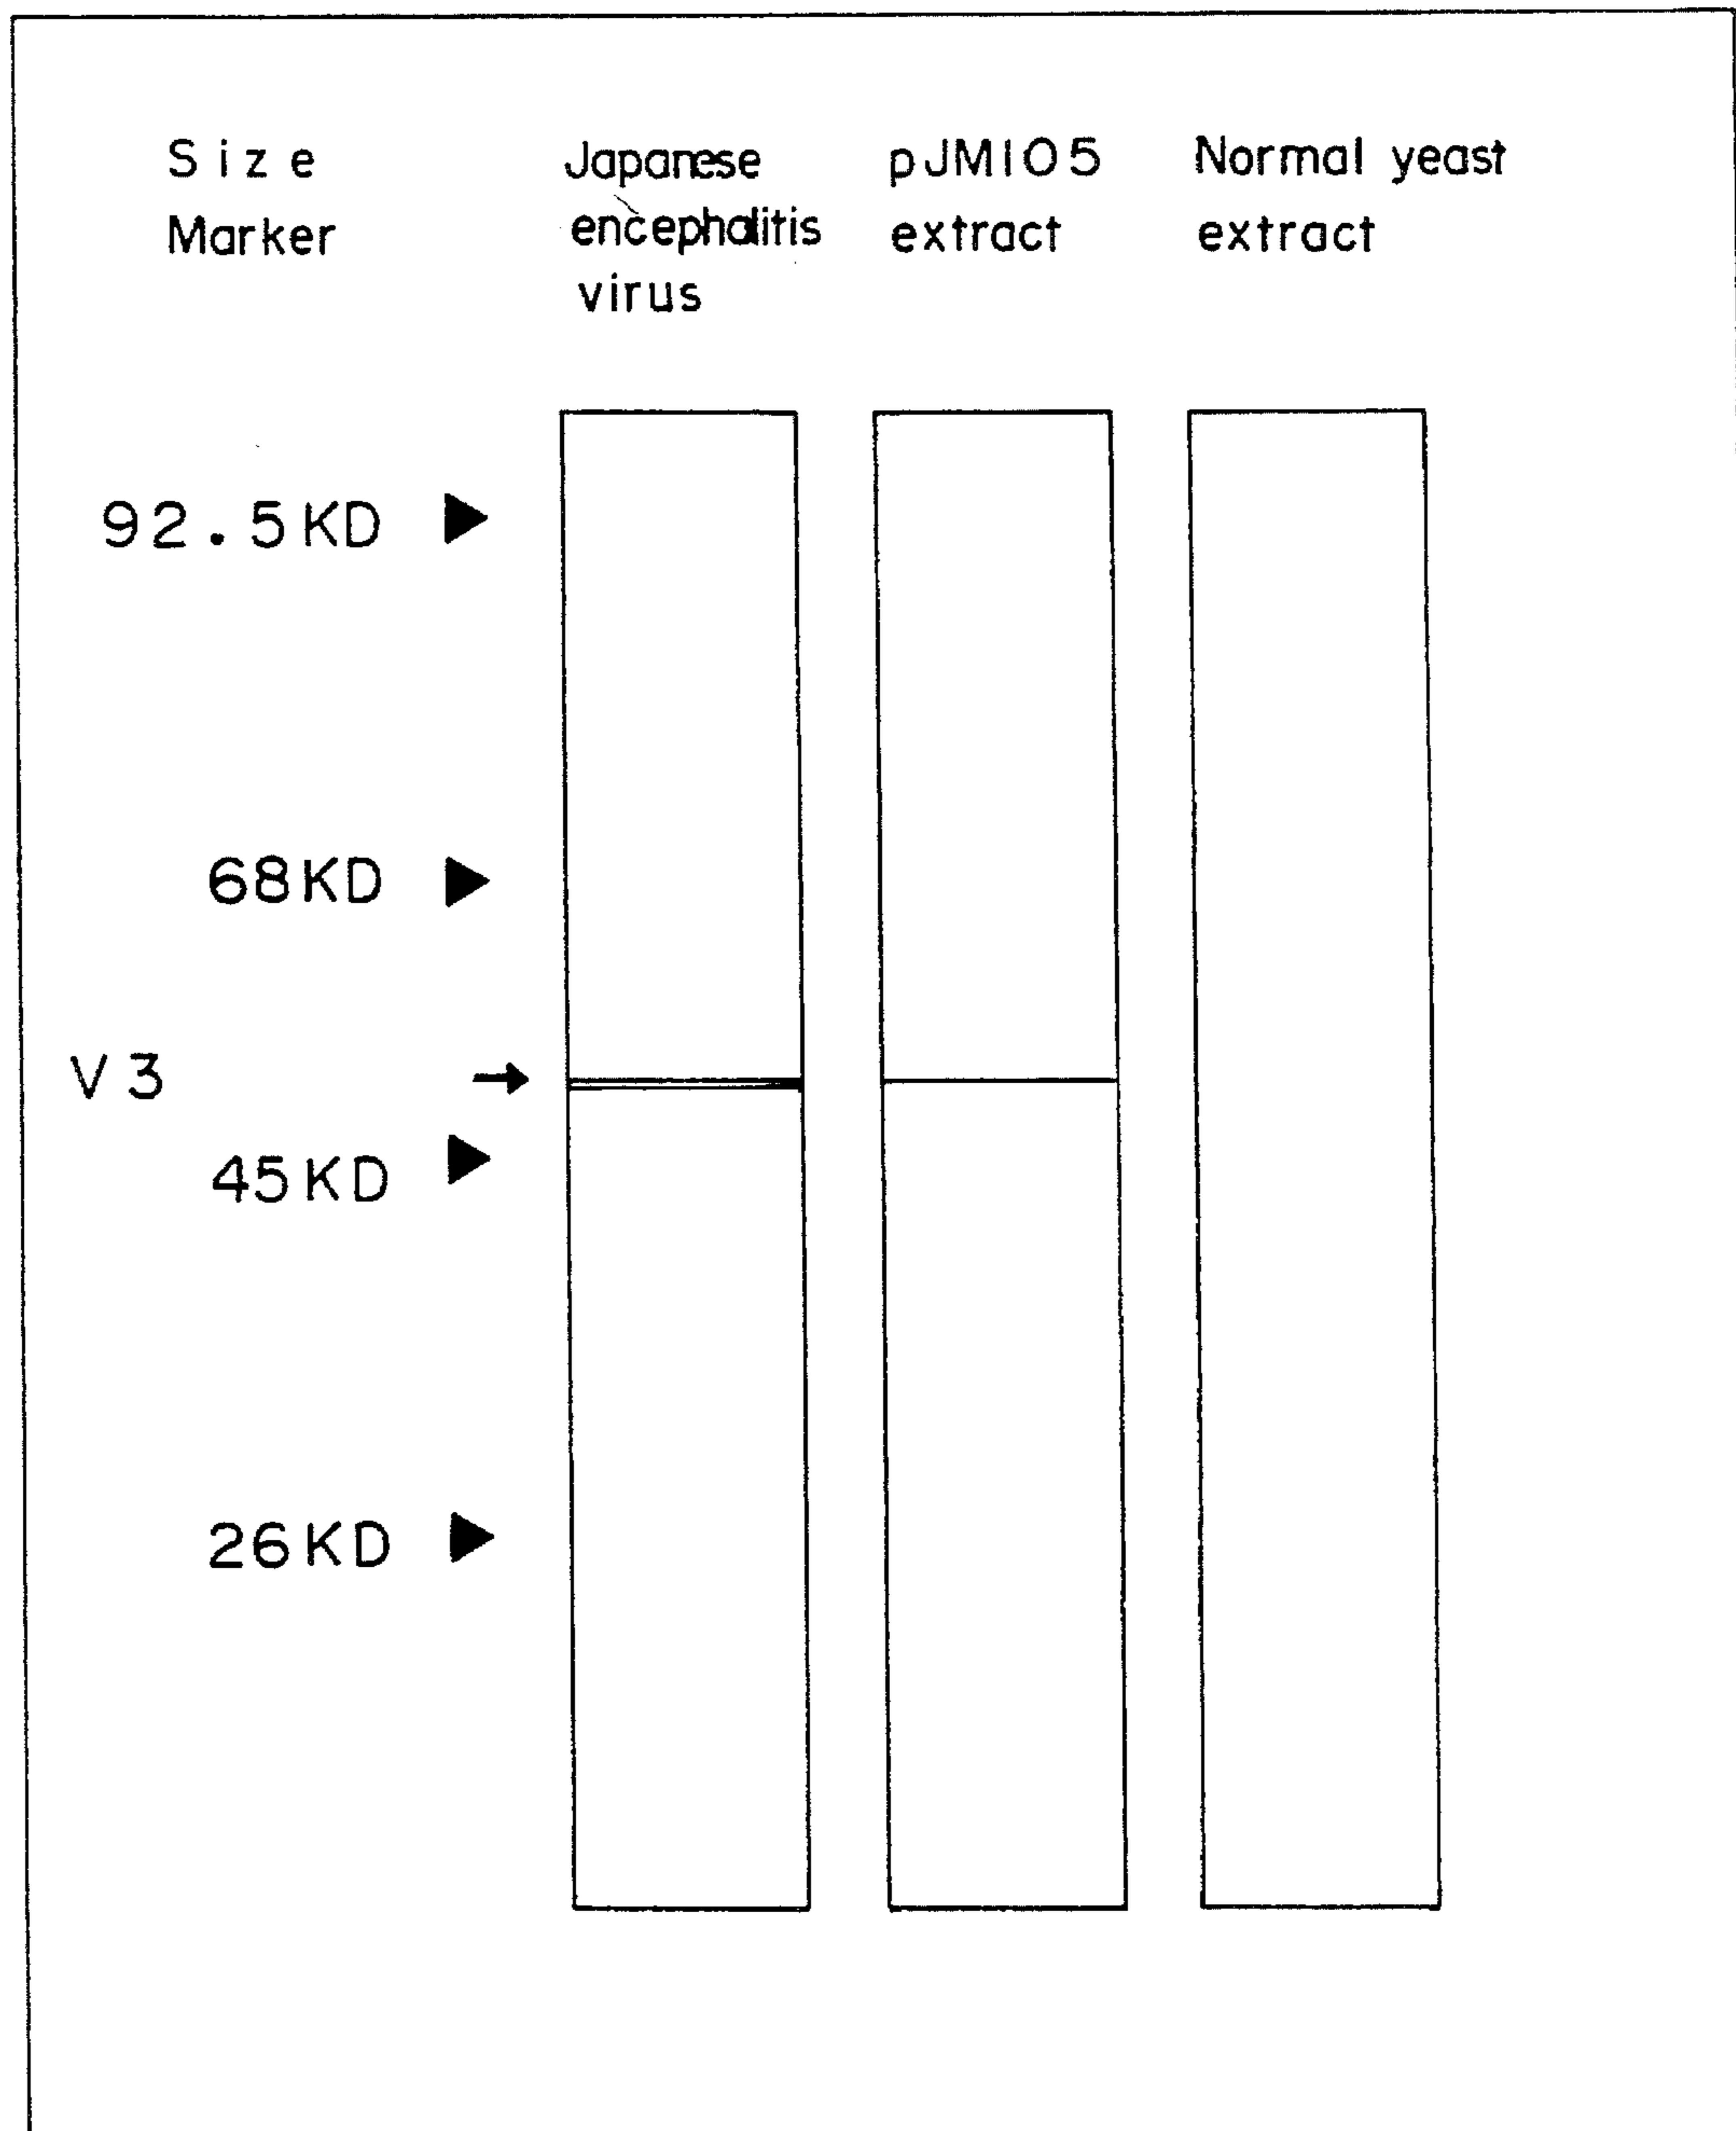 Size
Marker
Japanese
encephalitis
virus
pJM105
extract
Normal yeast
extract
92.5KD
68KD
V3
45KD
26KD